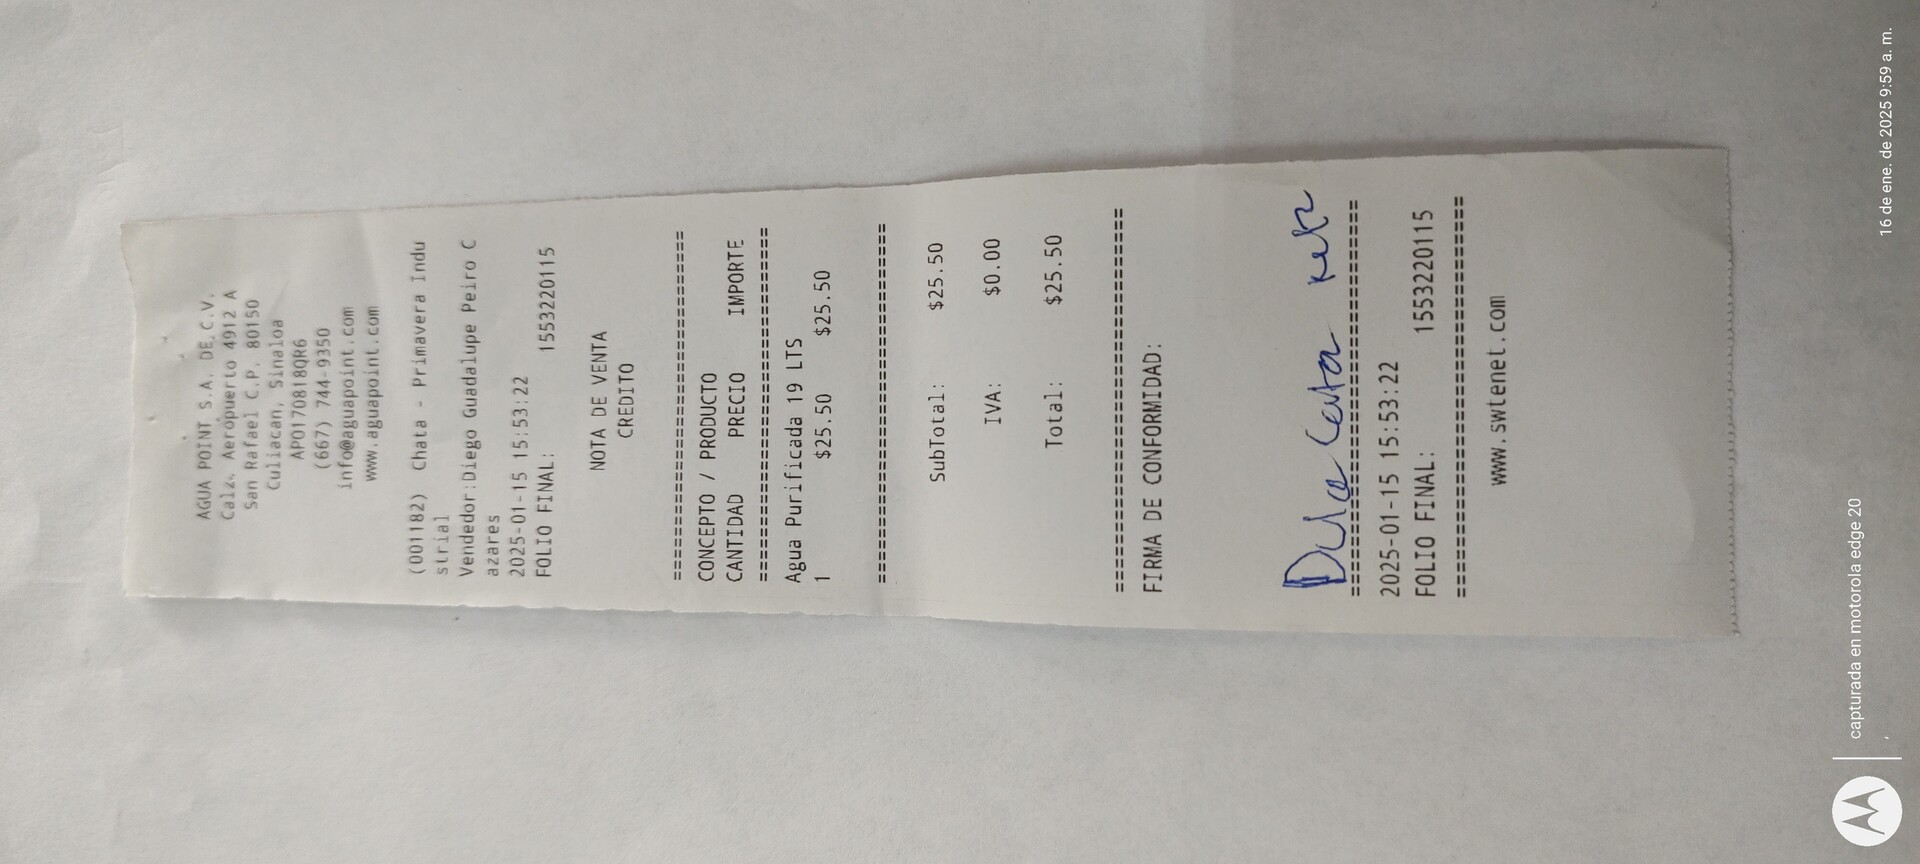 AGUA POINT S.A. DE C.V.
Calz. Aeropuerto 4912 A
San Rafael C.P. 80150
Culiacan, Sinaloa
APO170818QR6
(667) 744-9350
info@aguapoint.com
www.aguapoint.com
(001182) Chata - Primavera Indu
strial
Vendedor:Diego Guadalupe Peiro C
azares
2025-01-15 15:53:22
FOLIO FINAL: 1553220115
NOTA DE VENTA
CREDITO
================================
CONCEPTO / PRODUCTO
CANTIDAD PRECIO IMPORTE
================================
Agua Purificada 19 LTS
1 $25.50 $25.50
================================
SubTotal: $25.50
IVA: $0.00
Total: $25.50
================================
FIRMA DE CONFORMIDAD:
Dulce
================================
2025-01-15 15:53:22
FOLIO FINAL: 1553220115
================================
www.swtenet.com
capturada en motorola edge 20
16 de ene. de 2025 9:59 a. m.